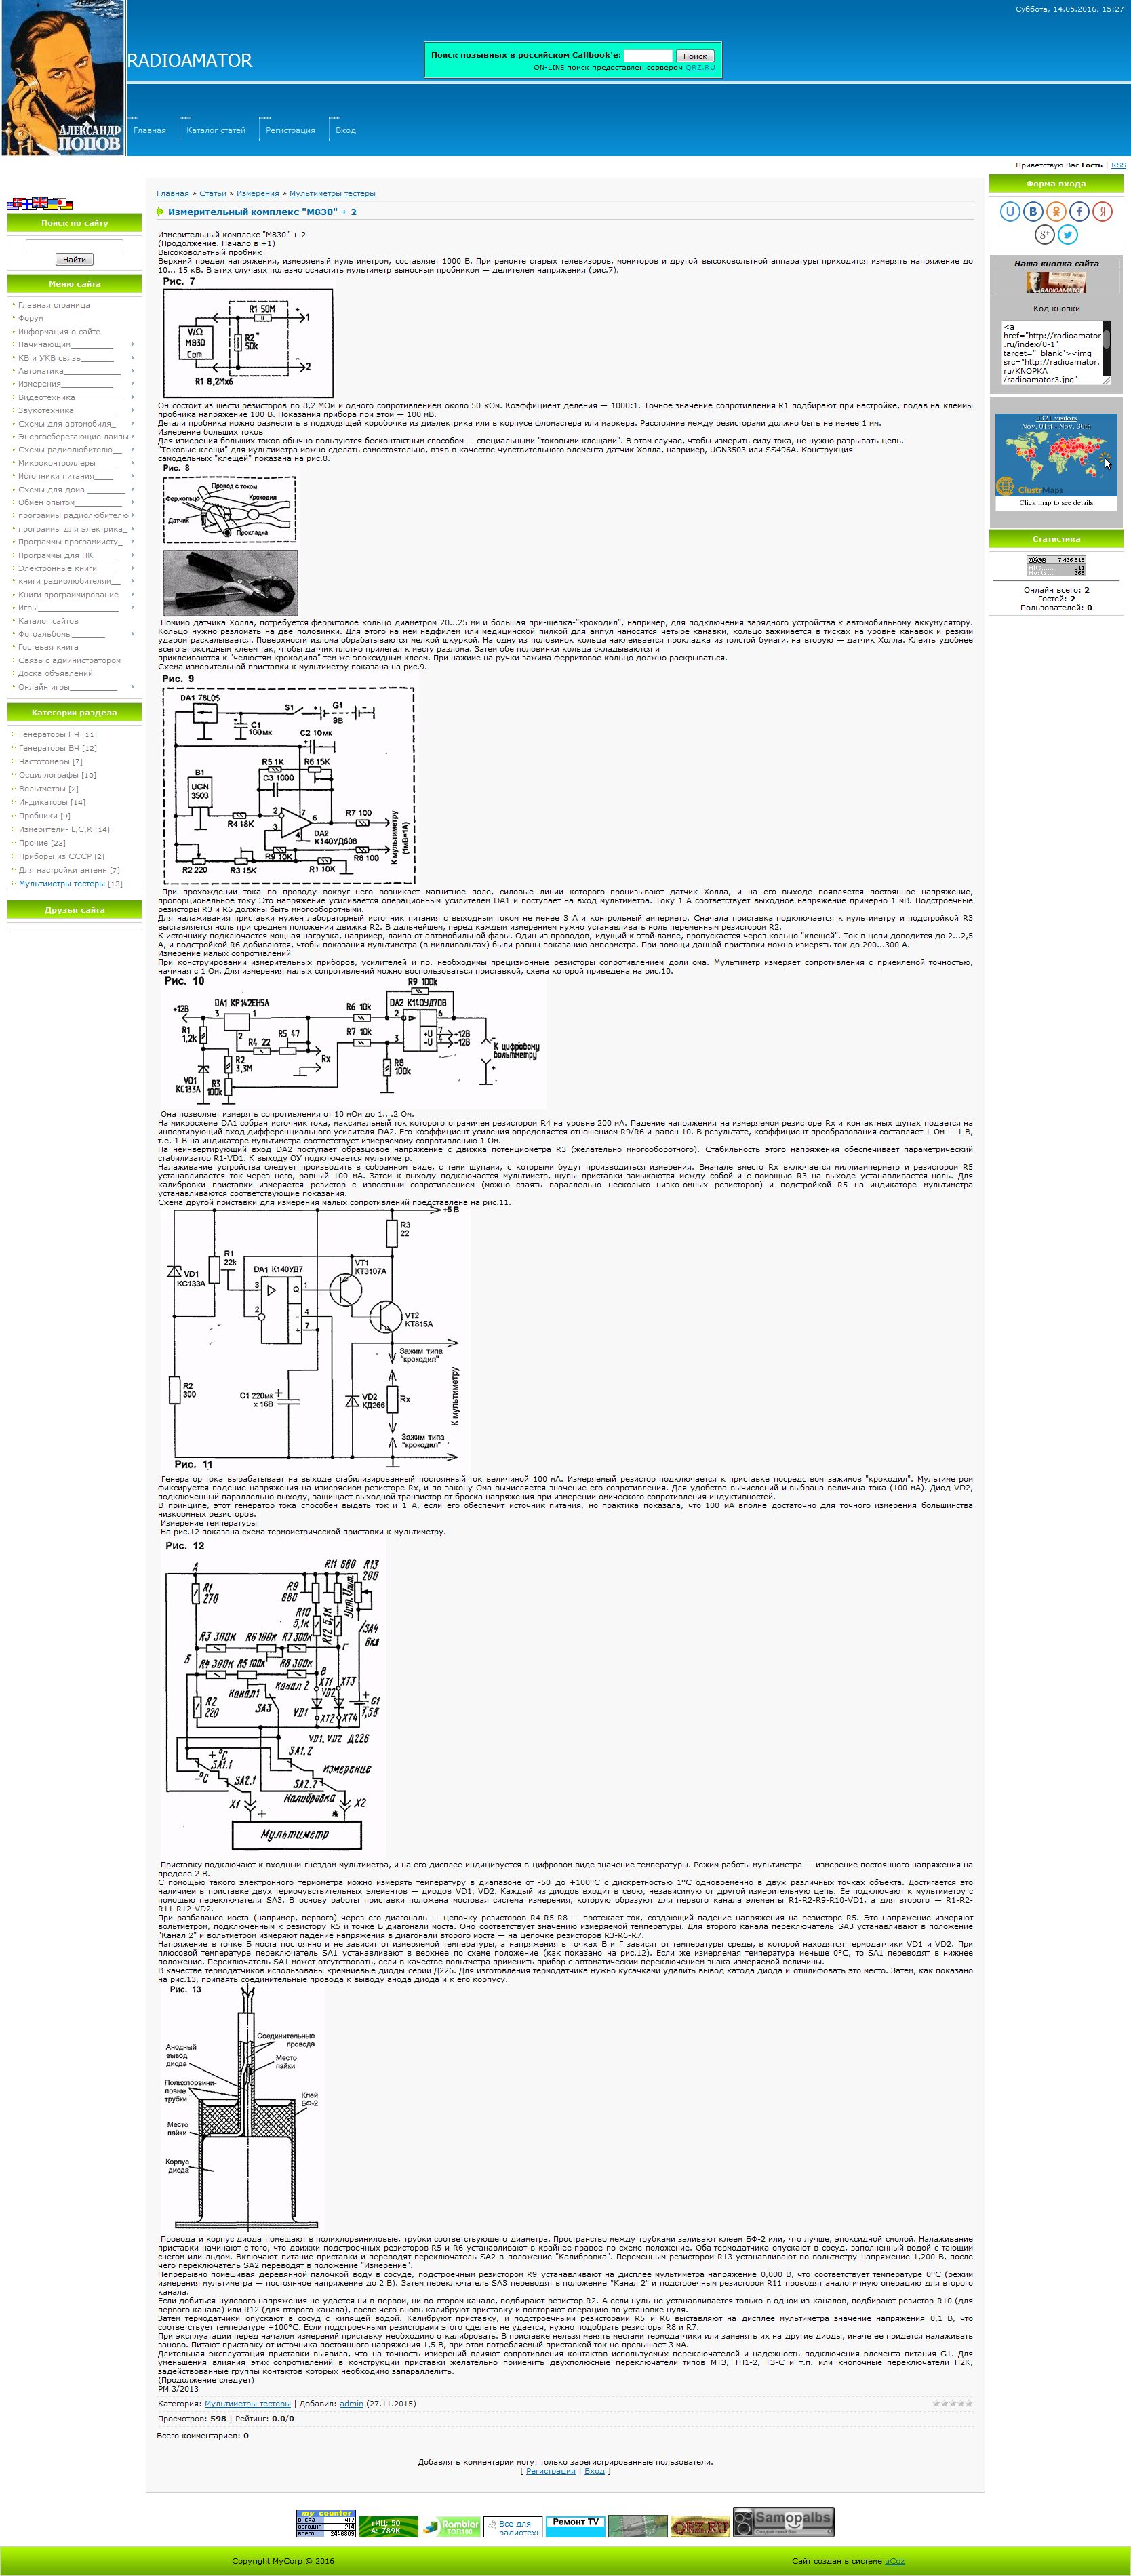 Суббота, 14.05.2016, 15:27
АЛЕКСАНДР
ПОПОВ
RADIOAMATOR
Поиск позывных в российском Callbook'е:
Поиск
ON-LINE поиск предоставлен сервером QRZ.RU
Главная
Каталог статей
Регистрация
Вход
Приветствую Вас Гость | RSS
Поиск по сайту
Найти
Меню сайта
Главная страница
Форум
Информация о сайте
Начинающим_________
КВ и УКВ связь_______
Автоматика____________
Измерения___________
Видеотехника__________
Звукотехника_________
Схемы для автомобиля_
Энергосберегающие лампы
Схемы радиолюбителю__
Микроконтроллеры____
Источники питания____
Схемы для дома ________
Обмен опытом__________
программы радиолюбителю
программы для электрика_
Программы программисту_
Программы для ПК_____
Электронные книги____
книги радиолюбителям__
Книги программирование
Игры_________________
Каталог сайтов
Фотоальбомы_______
Гостевая книга
Связь с администратором
Доска объявлений
Онлайн игры__________
Категории раздела
Генераторы НЧ [11]
Генераторы ВЧ [12]
Частотомеры [7]
Осциллографы [10]
Вольтметры [2]
Индикаторы [14]
Пробники [9]
Измерители- L,C,R [14]
Прочие [23]
Приборы из СССР [2]
Для настройки антенн [7]
Мультиметры тестеры [13]
Друзья сайта
Главная » Статьи » Измерения » Мультиметры тестеры
Измерительный комплекс "М830" + 2
Измерительный комплекс "М830" + 2
(Продолжение. Начало в +1)
Высоковольтный пробник
Верхний предел напряжения, измеряемый мультиметром, составляет 1000 В. При ремонте старых телевизоров, мониторов и другой высоковольтной аппаратуры приходится измерять напряжение до
10... 15 кВ. В этих случаях полезно оснастить мультиметр выносным пробником — делителем напряжения (рис.7).
Рис. 7
R1 50М
V/Ω
М830
Com
R2
50k
1
2
R1 8,2Мх6
Он состоит из шести резисторов по 8,2 МОм и одного сопротивлением около 50 кОм. Коэффициент деления — 1000:1. Точное значение сопротивления R1 подбирают при настройке, подав на клеммы
пробника напряжение 100 В. Показания прибора при этом — 100 мВ.
Детали пробника можно разместить в подходящей коробочке из диэлектрика или в корпусе фломастера или маркера. Расстояние между резисторами должно быть не менее 1 мм.
Измерение больших токов
Для измерения больших токов обычно пользуются бесконтактным способом — специальными "токовыми клещами". В этом случае, чтобы измерить силу тока, не нужно разрывать цепь.
"Токовые клещи" для мультиметра можно сделать самостоятельно, взяв в качестве чувствительного элемента датчик Холла, например, UGN3503 или SS496A. Конструкция
самодельных "клещей" показана на рис.8.
Рис. 8
Провод с током
Фер.кольцо
Крокодил
Датчик
Прокладка
Помимо датчика Холла, потребуется ферритовое кольцо диаметром 20...25 мм и большая при-щепка-"крокодил", например, для подключения зарядного устройства к автомобильному аккумулятору.
Кольцо нужно разломать на две половинки. Для этого на нем надфилем или медицинской пилкой для ампул наносят четыре канавки, кольцо зажимается в тисках на уровне канавок и резким
ударом раскалывается. Поверхности излома обрабатываются мелкой шкуркой. На одну из половинок кольца наклеивается прокладка из толстой бумаги, на вторую — датчик Холла. Клеить удобнее
всего эпоксидным клеем так, чтобы датчик плотно прилегал к месту разлома. Затем обе половинки кольца складываются и
приклеиваются к "челюстям крокодила" тем же эпоксидным клеем. При нажиме на ручки зажима ферритовое кольцо должно раскрываться.
Схема измерительной приставки к мультиметру показана на рис.9.
Рис. 9
DA1 78L05
S1
G1
9В
C1
100мк
C2 10мк
R5 1K
R6 15K
C3 1000
B1
UGN
3503
R4 18K
DA2
К140УД608
R7 100
R8 100
R9 10К
R2 220
R3 15К
R1 10К
К мультиметру
(1мВ=1А)
При прохождении тока по проводу вокруг него возникает магнитное поле, силовые линии которого пронизывают датчик Холла, и на его выходе появляется постоянное напряжение,
пропорциональное току Это напряжение усиливается операционным усилителем DA1 и поступает на вход мультиметра. Току 1 А соответствует выходное напряжение примерно 1 мВ. Подстроечные
резисторы R3 и R6 должны быть многооборотными.
Для налаживания приставки нужен лабораторный источник питания с выходным током не менее 3 А и контрольный амперметр. Сначала приставка подключается к мультиметру и подстройкой R3
выставляется ноль при среднем положении движка R2. В дальнейшем, перед каждым измерением нужно устанавливать ноль переменным резистором R2.
К источнику подключается мощная нагрузка, например, лампа от автомобильной фары. Один из проводов, идущий к этой лампе, пропускается через кольцо "клещей". Ток в цепи доводится до 2...2,5
А, и подстройкой R6 добиваются, чтобы показания мультиметра (в милливольтах) были равны показанию амперметра. При помощи данной приставки можно измерять ток до 200...300 А.
Измерение малых сопротивлений
При конструировании измерительных приборов, усилителей и пр. необходимы прецизионные резисторы сопротивлением доли ома. Мультиметр измеряет сопротивления с приемлемой точностью,
начиная с 1 Ом. Для измерения малых сопротивлений можно воспользоваться приставкой, схема которой приведена на рис.10.
Рис. 10
R9 100k
DA1 КР142ЕН5А
DA2 К140УД708
R6 10k
+12В
R1
1,2k
R5 47
R4 22
R7 10k
Rx
R2
3,3М
R8
100k
VD1
КС133А
R3
100k
+12В
-12В
К цифровому
вольтметру
Она позволяет измерять сопротивления от 10 мОм до 1.. .2 Ом.
На микросхеме DA1 собран источник тока, максимальный ток которого ограничен резистором R4 на уровне 200 мА. Падение напряжения на измеряемом резисторе Rx и контактных щупах подается на
инвертирующий вход дифференциального усилителя DA2. Его коэффициент усиления определяется отношением R9/R6 и равен 10. В результате, коэффициент преобразования составляет 1 Ом — 1 В,
т.е. 1 В на индикаторе мультиметра соответствует измеряемому сопротивлению 1 Ом.
На неинвертирующий вход DA2 поступает образцовое напряжение с движка потенциометра R3 (желательно многооборотного). Стабильность этого напряжения обеспечивает параметрический
стабилизатор R1-VD1. К выходу ОУ подключается мультиметр.
Налаживание устройства следует производить в собранном виде, с теми щупами, с которыми будут производиться измерения. Вначале вместо Rx включается миллиамперметр и резистором R5
устанавливается ток через него, равный 100 мА. Затем к выходу подключается мультиметр, щупы приставки замыкаются между собой и с помощью R3 на выходе устанавливается ноль. Для
калибровки приставки измеряется резистор с известным сопротивлением (можно спаять параллельно несколько низко-омных резисторов) и подстройкой R5 на индикаторе мультиметра
устанавливаются соответствующие показания.
Схема другой приставки для измерения малых сопротивлений представлена на рис.11.
+5 В
R3
22
R1
22k
VT1
КТ3107А
DA1 К140УД7
VD1
КС133А
VT2
КТ815А
Зажим типа
"крокодил"
R2
300
C1 220мк
х 16В
VD2
КД266
Rx
Зажим типа
"крокодил"
К мультиметру
Рис. 11
Генератор тока вырабатывает на выходе стабилизированный постоянный ток величиной 100 мА. Измеряемый резистор подключается к приставке посредством зажимов "крокодил". Мультиметром
фиксируется падение напряжения на измеряемом резисторе Rx, и по закону Ома вычисляется значение его сопротивления. Для удобства вычислений и выбрана величина тока (100 мА). Диод VD2,
подключенный параллельно выходу, защищает выходной транзистор от броска напряжения при измерении омического сопротивления индуктивностей.
В принципе, этот генератор тока способен выдать ток и 1 А, если его обеспечит источник питания, но практика показала, что 100 мА вполне достаточно для точного измерения большинства
низкоомных резисторов.
Измерение температуры
На рис.12 показана схема термометрической приставки к мультиметру.
Рис. 12
А
R1
270
R9
680
R11 680
R13
200
Уст.Uпит.
R10
5,1К
R12 5,1К
SA4
Вкл
R3 300к R6 100к R7 300к
Г
Б
R4 300к R5 100к R8 300к
В
Канал 2
Канал1
SA3
XT1
XT3
VD1
VD2
XT2
XT4
G1
1,5В
R2
220
VD1, VD2 Д226
+°С
SA1.1
-°С
SA1.2
измерение
SA2.1
SA2.2
Калибровка
X1
X2
Мультиметр
Приставку подключают к входным гнездам мультиметра, и на его дисплее индицируется в цифровом виде значение температуры. Режим работы мультиметра — измерение постоянного напряжения на
пределе 2 В.
С помощью такого электронного термометра можно измерять температуру в диапазоне от -50 до +100°С с дискретностью 1°С одновременно в двух различных точках объекта. Достигается это
наличием в приставке двух термочувствительных элементов — диодов VD1, VD2. Каждый из диодов входит в свою, независимую от другой измерительную цепь. Ее подключают к мультиметру с
помощью переключателя SA3. В основу работы приставки положена мостовая система измерения, которую образуют для первого канала элементы R1-R2-R9-R10-VD1, а для второго — R1-R2-
R11-R12-VD2.
При разбалансе моста (например, первого) через его диагональ — цепочку резисторов R4-R5-R8 — протекает ток, создающий падение напряжения на резисторе R5. Это напряжение измеряют
вольтметром, подключенным к резистору R5 и точке Б диагонали моста. Оно соответствует значению измеряемой температуры. Для второго канала переключатель SA3 устанавливают в положение
"Канал 2" и вольтметром измеряют падение напряжения в диагонали второго моста — на цепочке резисторов R3-R6-R7.
Напряжение в точке Б моста постоянно и не зависит от измеряемой температуры, а напряжения в точках В и Г зависят от температуры среды, в которой находятся термодатчики VD1 и VD2. При
плюсовой температуре переключатель SA1 устанавливают в верхнее по схеме положение (как показано на рис.12). Если же измеряемая температура меньше 0°С, то SA1 переводят в нижнее
положение. Переключатель SA1 может отсутствовать, если в качестве вольтметра применить прибор с автоматическим переключением знака измеряемой величины.
В качестве термодатчиков использованы кремниевые диоды серии Д226. Для изготовления термодатчика нужно кусачками удалить вывод катода диода и отшлифовать это место. Затем, как показано
на рис.13, припаять соединительные провода к выводу анода диода и к его корпусу.
Рис. 13
Соединительные
провода
Анодный
вывод
диода
Место
пайки
Полихлорвини-
ловые
трубки
Клей
БФ-2
Место
пайки
Корпус
диода
Провода и корпус диода помещают в полихлорвиниловые, трубки соответствующего диаметра. Пространство между трубками заливают клеем БФ-2 или, что лучше, эпоксидной смолой. Налаживание
приставки начинают с того, что движки подстроечных резисторов R5 и R6 устанавливают в крайнее правое по схеме положение. Оба термодатчика опускают в сосуд, заполненный водой с тающим
снегом или льдом. Включают питание приставки и переводят переключатель SA2 в положение "Калибровка". Переменным резистором R13 устанавливают по вольтметру напряжение 1,200 В, после
чего переключатель SA2 переводят в положение "Измерение".
Непрерывно помешивая деревянной палочкой воду в сосуде, подстроечным резистором R9 устанавливают на дисплее мультиметра напряжение 0,000 В, что соответствует температуре 0°С (режим
измерения мультиметра — постоянное напряжение до 2 В). Затем переключатель SA3 переводят в положение "Канал 2" и подстроечным резистором R11 проводят аналогичную операцию для второго
канала.
Если добиться нулевого напряжения не удается ни в первом, ни во втором канале, подбирают резистор R2. А если нуль не устанавливается только в одном из каналов, подбирают резистор R10 (для
первого канала) или R12 (для второго канала), после чего вновь калибруют приставку и повторяют операцию по установке нуля.
Затем термодатчики опускают в сосуд с кипящей водой. Калибруют приставку, и подстроечными резисторами R5 и R6 выставляют на дисплее мультиметра значение напряжения 0,1 В, что
соответствует температуре +100°С. Если подстроечными резисторами этого сделать не удается, нужно подобрать резисторы R8 и R7.
При эксплуатации перед началом измерений приставку необходимо откалибровать. В приставке нельзя менять местами термодатчики или заменять их на другие диоды, иначе ее придется налаживать
заново. Питают приставку от источника постоянного напряжения 1,5 В, при этом потребляемый приставкой ток не превышает 3 мА.
Длительная эксплуатация приставки выявила, что на точность измерений влияют сопротивления контактов используемых переключателей и надежность подключения элемента питания G1. Для
уменьшения влияния этих сопротивлений в конструкции приставки желательно применить двухполюсные переключатели типов МТ3, ТП1-2, Т3-С и т.п. или кнопочные переключатели П2К,
задействованные группы контактов которых необходимо запараллелить.
(Продолжение следует)
РМ 3/2013
Категория: Мультиметры тестеры | Добавил: admin (27.11.2015)
Просмотров: 598 | Рейтинг: 0.0/0
Всего комментариев: 0
Добавлять комментарии могут только зарегистрированные пользователи.
[ Регистрация | Вход ]
Форма входа
Наша кнопка сайта
RADIOAMATOR
Код кнопки
<a
href="http://radioamator
.ru/index/0-1"
target="_blank"><img
src="http://radioamator.
ru/KNOPKA
/radioamator3.jpg"
3321 visitors
Nov. 01st - Nov. 30th
ClustrMaps
Click map to see details
Статистика
uCoz 7 436 618
Hits 911
Hosts 365
Онлайн всего: 2
Гостей: 2
Пользователей: 0
my counter
вчера 417
сегодня 214
всего 2446809
тИЦ: 50
А: 789K
Rambler
ТОП100
Все для
радиотехн
Ремонт TV
QRZ.RU
Samopalbs
Copyright MyCorp © 2016
Сайт создан в системе uCoz